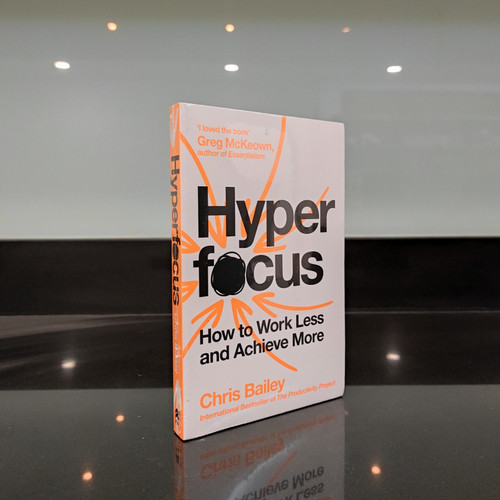 'I loved the book'
Greg McKeown,
author of Essentialism
Hyper
focus
How to Work Less
and Achieve More
Chris Bailey
International Bestseller of The Productivity Project
Hyperfocus